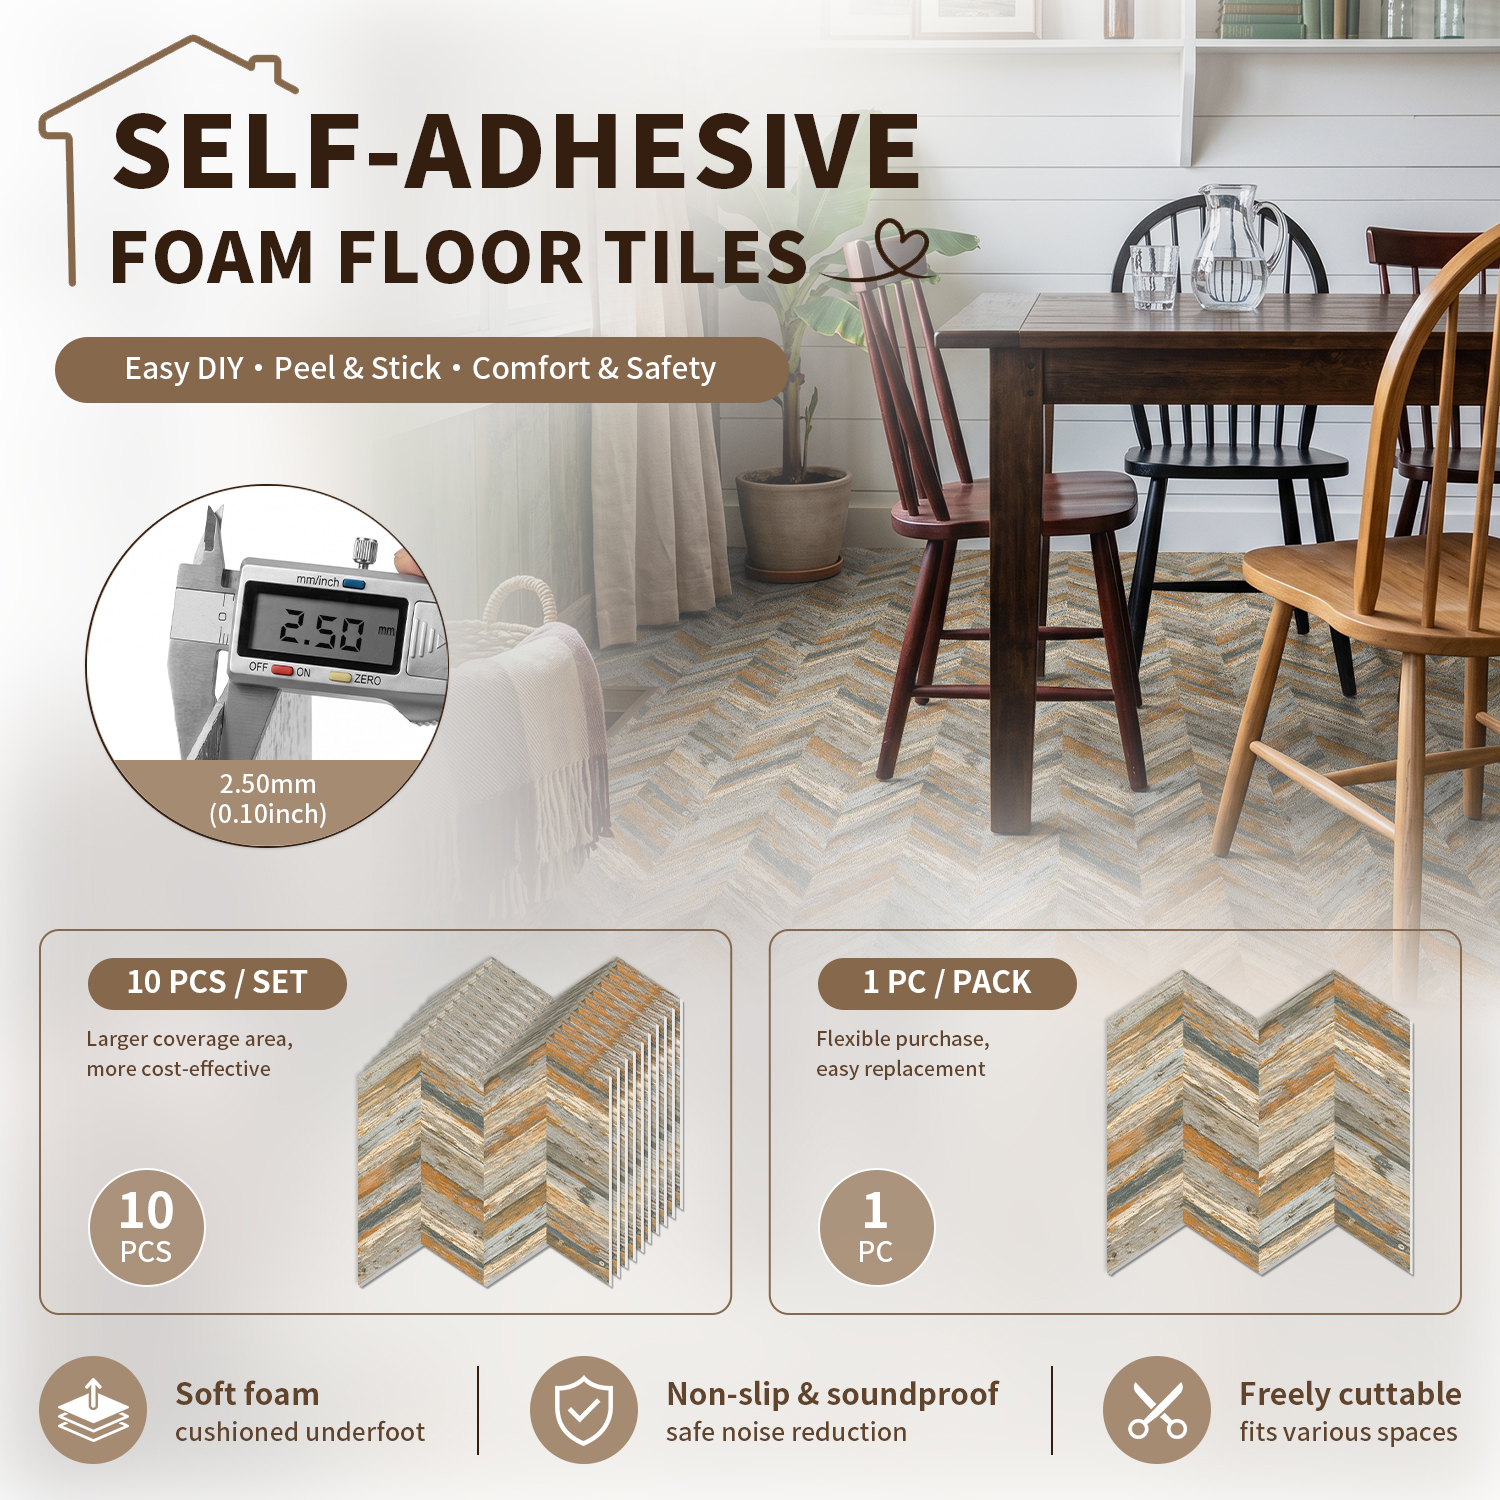 SELF-ADHESIVE
FOAM FLOOR TILES
Easy DIY • Peel & Stick • Comfort & Safety
mm/inch
0
2.50 mm
OFF ON ZERO
2.50mm
(0.10inch)
10 PCS / SET
Larger coverage area,
more cost-effective
10
PCS
1 PC / PACK
Flexible purchase,
easy replacement
1
PC
Soft foam
cushioned underfoot
Non-slip & soundproof
safe noise reduction
Freely cuttable
fits various spaces